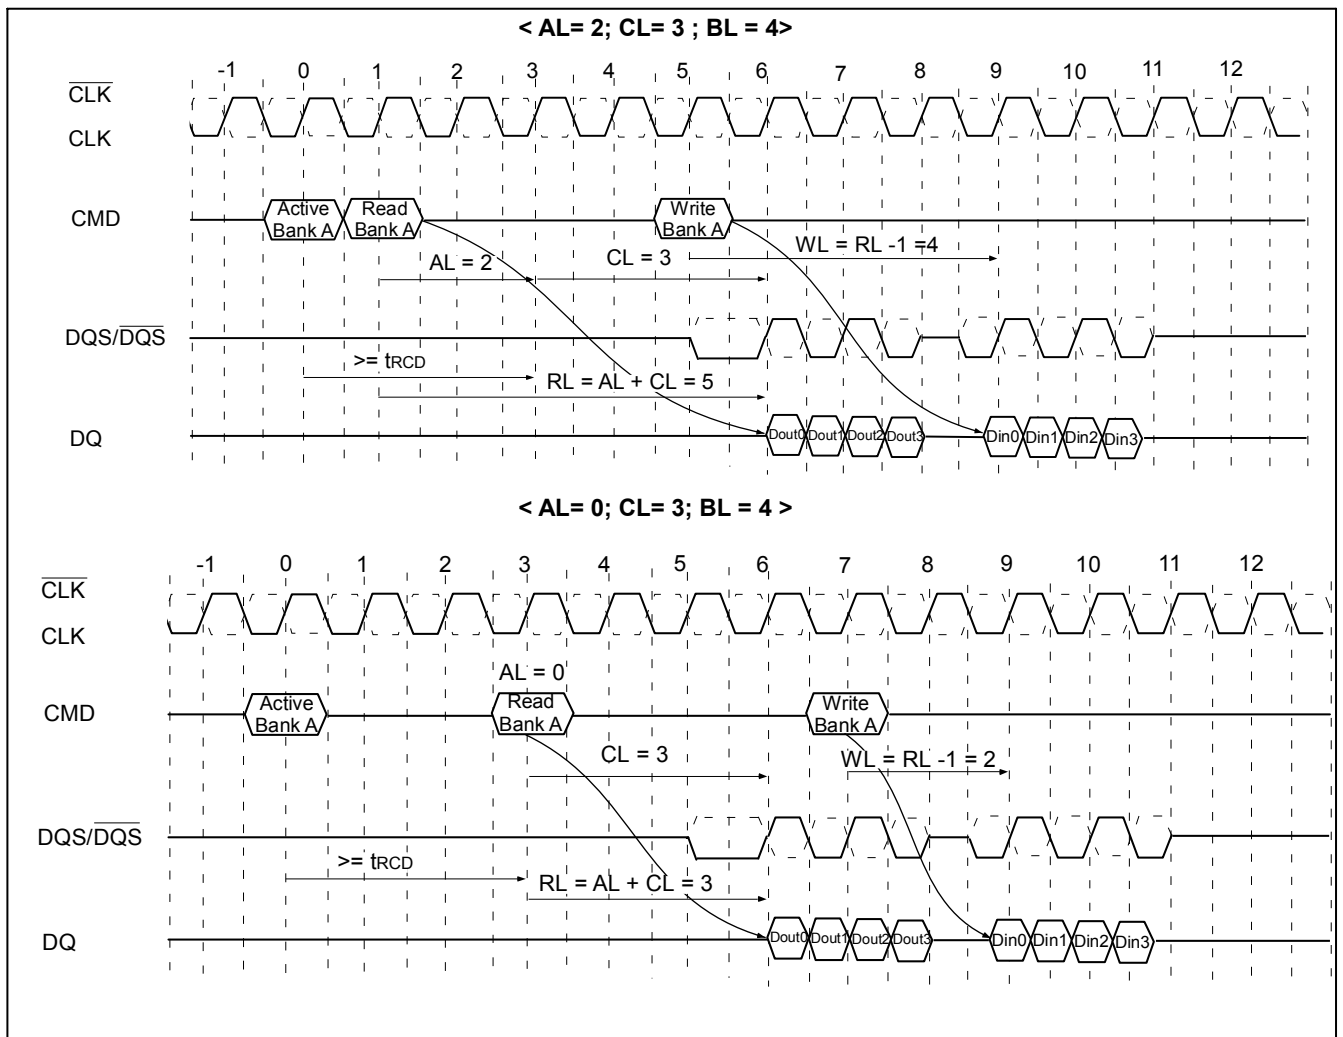 < AL= 2; CL= 3 ; BL = 4>
-1 0 1 2 3 4 5 6 7 8 9 10 11 12
CLK
CLK
CMD
Active
Bank A
Read
Bank A
Write
Bank A
WL = RL -1 =4
AL = 2
CL = 3
DQS/DQS
>= tRCD
RL = AL + CL = 5
DQ
Dout0 Dout1 Dout2 Dout3
Din0 Din1 Din2 Din3
< AL= 0; CL= 3; BL = 4 >
-1 0 1 2 3 4 5 6 7 8 9 10 11 12
CLK
CLK
AL = 0
CMD
Active
Bank A
Read
Bank A
Write
Bank A
CL = 3
WL = RL -1 = 2
DQS/DQS
>= tRCD
RL = AL + CL = 3
DQ
Dout0 Dout1 Dout2 Dout3
Din0 Din1 Din2 Din3